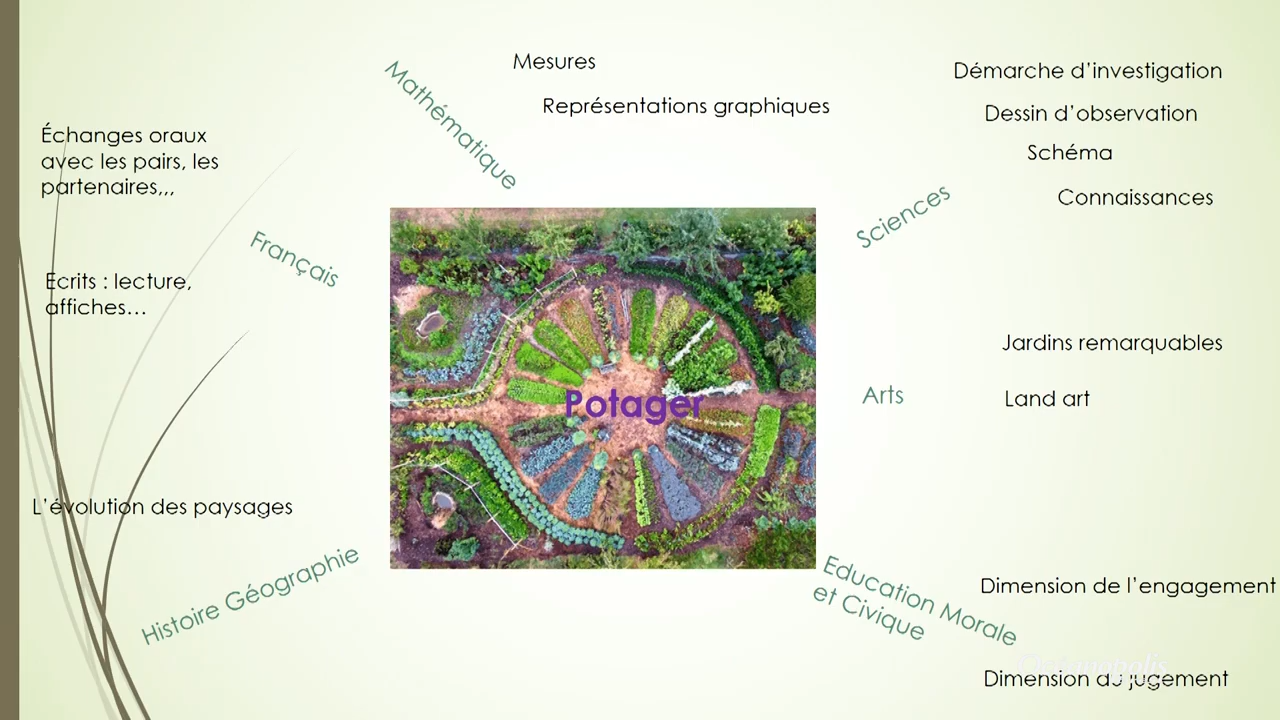 Mesures
Mathématique
Représentations graphiques
Démarche d'investigation
Dessin d'observation
Schéma
Connaissances
Sciences
Échanges oraux
avec les pairs, les
partenaires,,,
Français
Ecrits : lecture,
affiches…
Jardins remarquables
Arts
Land art
Potager
L'évolution des paysages
Histoire Géographie
Education Morale
et Civique
Dimension de l'engagement
Dimension du jugement